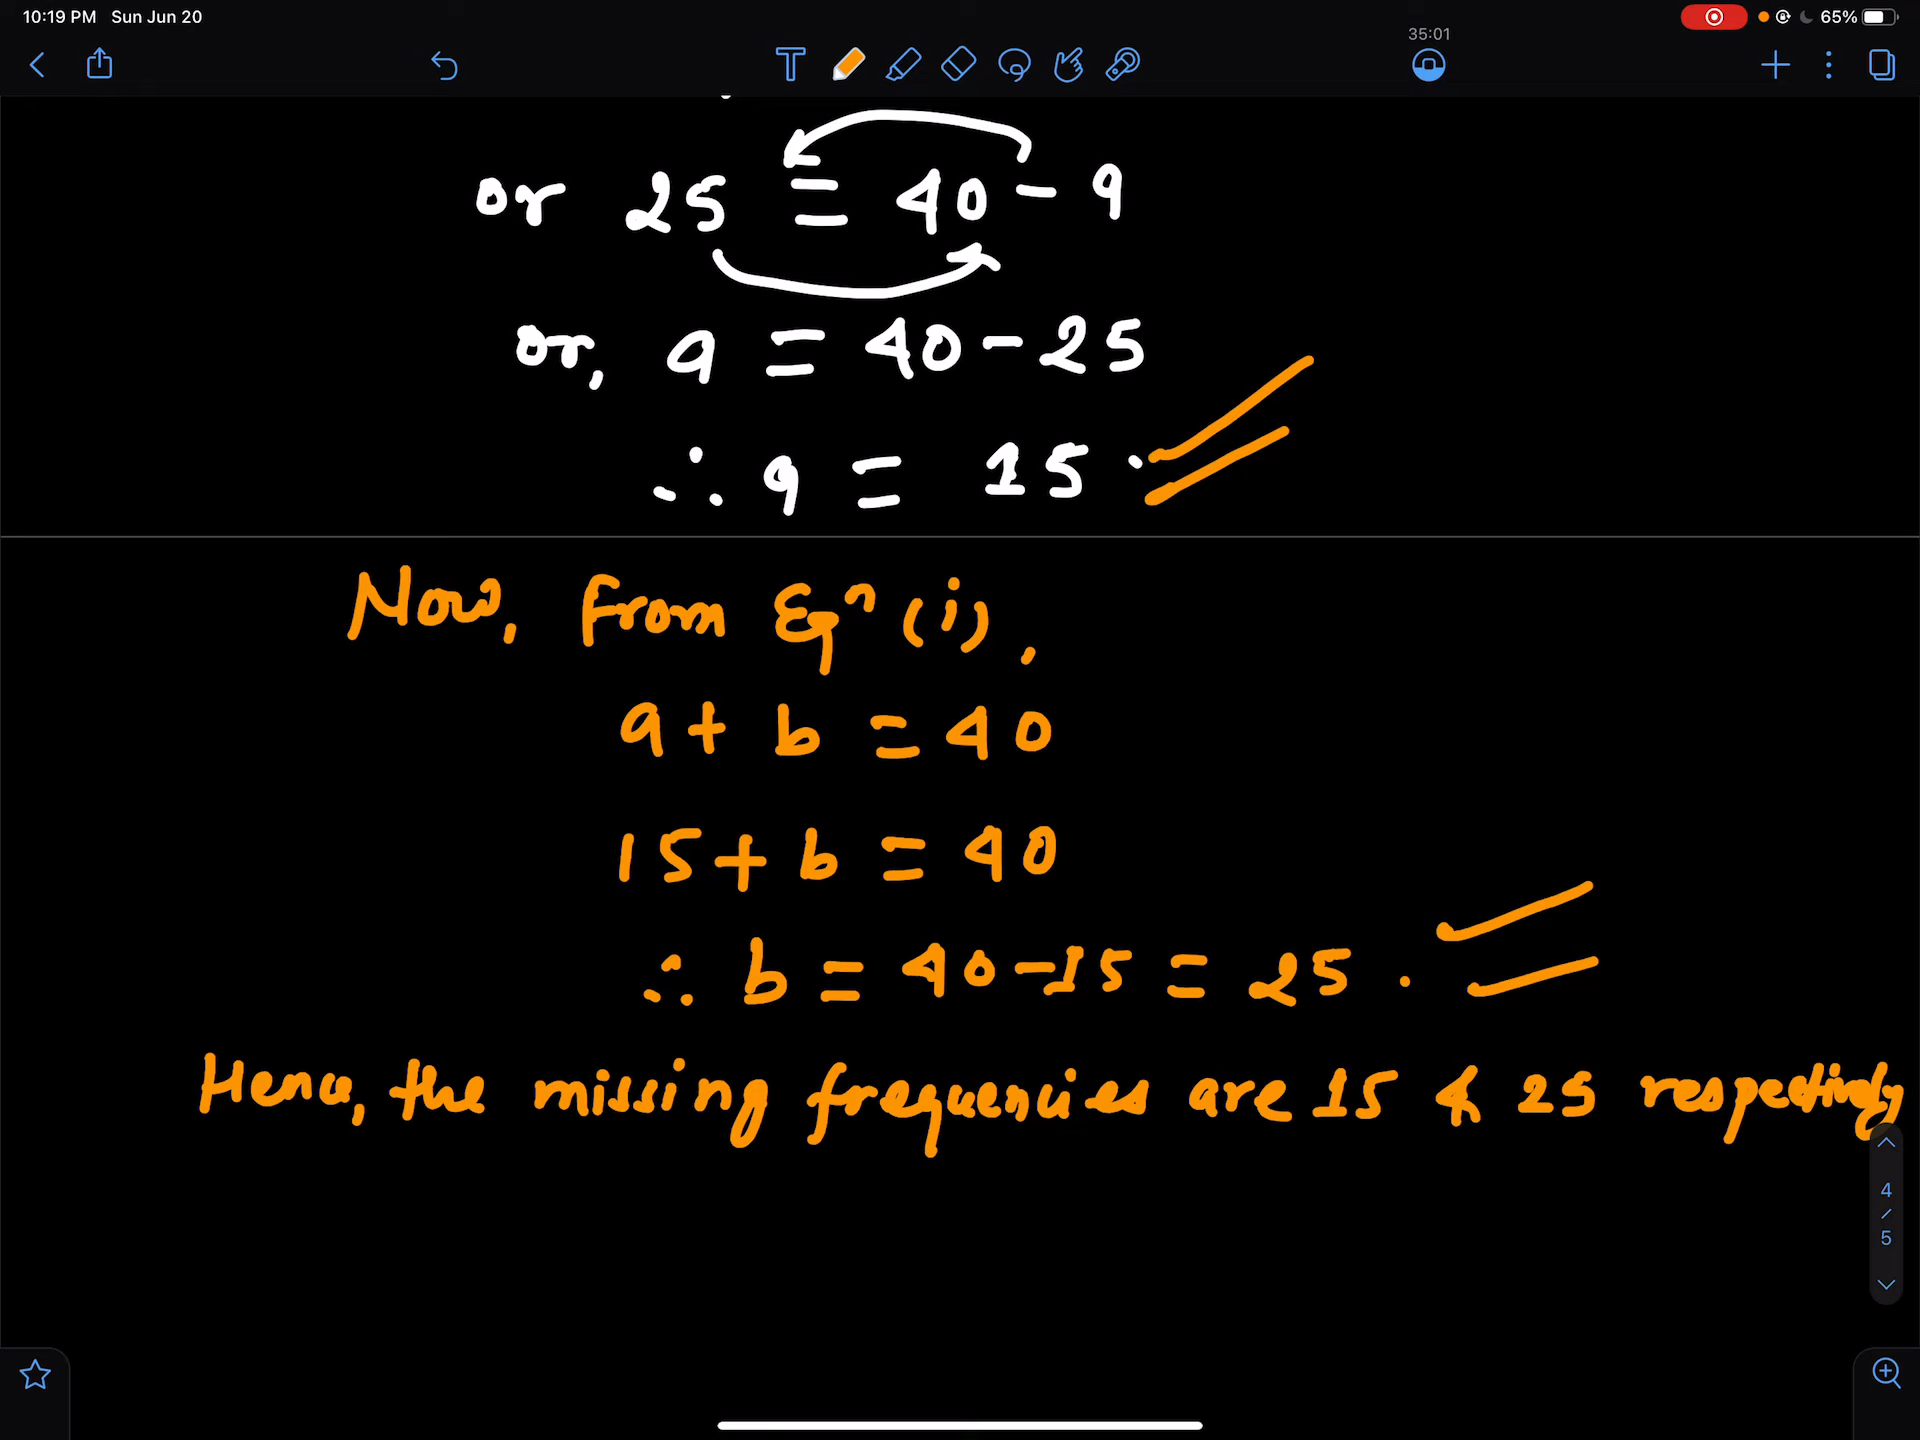 10:19 PM Sun Jun 20
65%
35:01
or 25 = 40 - a
or, a = 40 - 25
∴ a = 15.
Now, from Eqⁿ (i),
a + b = 40
15 + b = 40
∴ b = 40 - 15 = 25.
Hence, the missing frequencies are 15 & 25 respectively
4
/
5